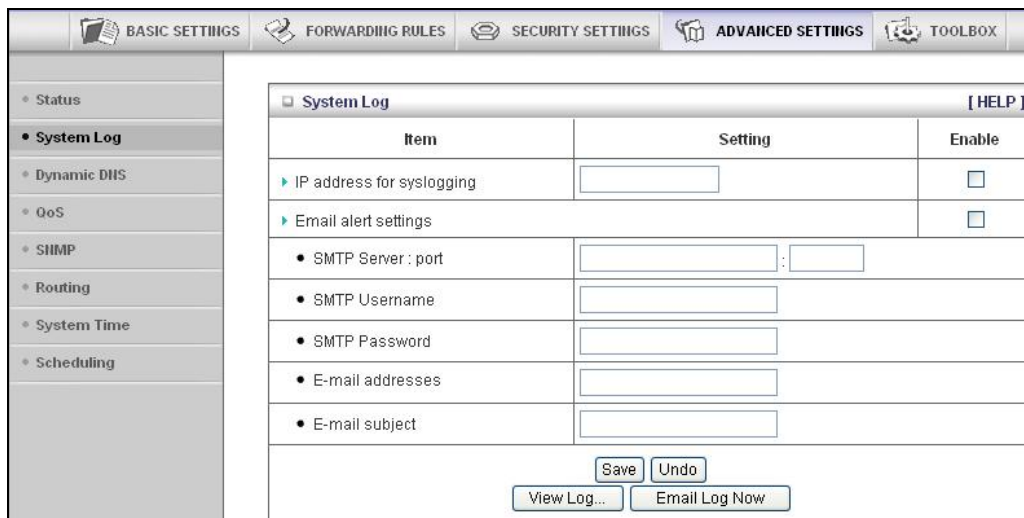 BASIC SETTINGS FORWARDING RULES SECURITY SETTINGS ADVANCED SETTINGS TOOLBOX
Status
System Log
Dynamic DNS
QoS
SNMP
Routing
System Time
Scheduling
System Log [ HELP ]
Item Setting Enable
IP address for syslogging
Email alert settings
SMTP Server : port :
SMTP Username
SMTP Password
E-mail addresses
E-mail subject
Save Undo
View Log... Email Log Now